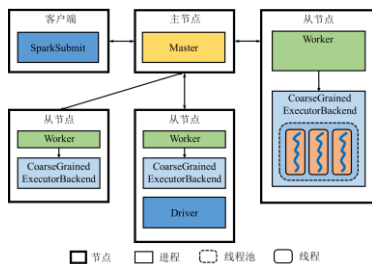 客户端
SparkSubmit
主节点
Master
从节点
Worker
CoarseGrained
ExecutorBackend
从节点
Worker
CoarseGrained
ExecutorBackend
从节点
Worker
CoarseGrained
ExecutorBackend
Driver
节点
进程
线程池
线程